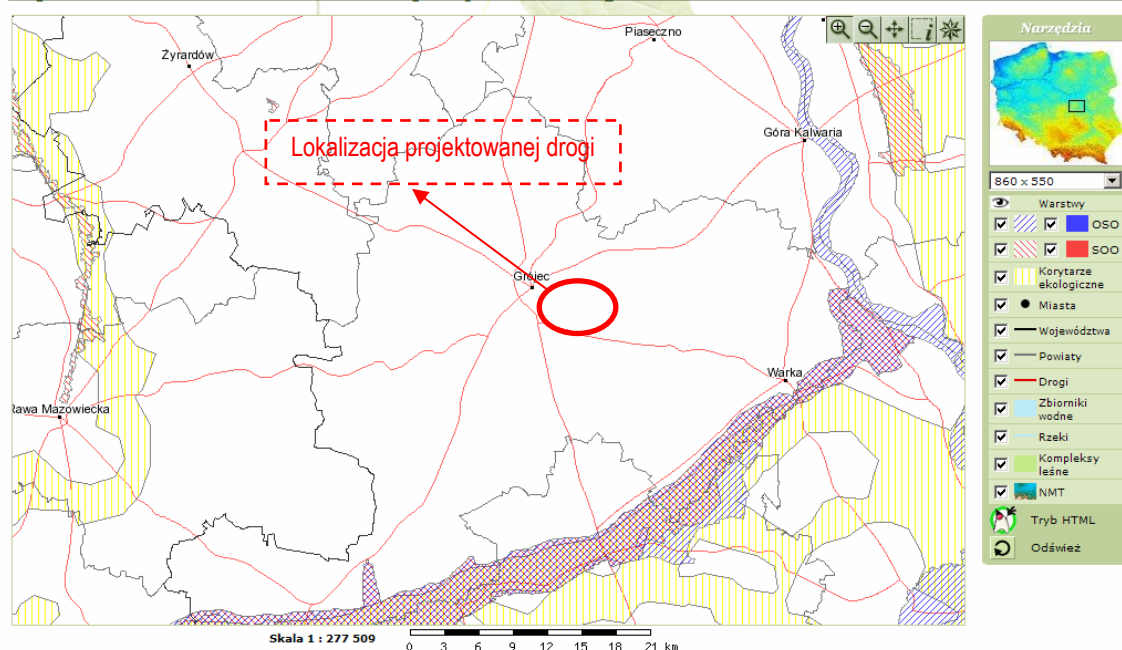 Piaseczno
Żyrardów
Góra Kalwaria
Lokalizacja projektowanej drogi
Grójec
Warka
Rawa Mazowiecka
Skala 1 : 277 509
0 3 6 9 12 15 18 21 km
Narzędzia
860 x 550
Warstwy
OSO
SOO
Korytarze
ekologiczne
Miasta
Województwa
Powiaty
Drogi
Zbiorniki
wodne
Rzeki
Kompleksy
leśne
NMT
Tryb HTML
Odśwież